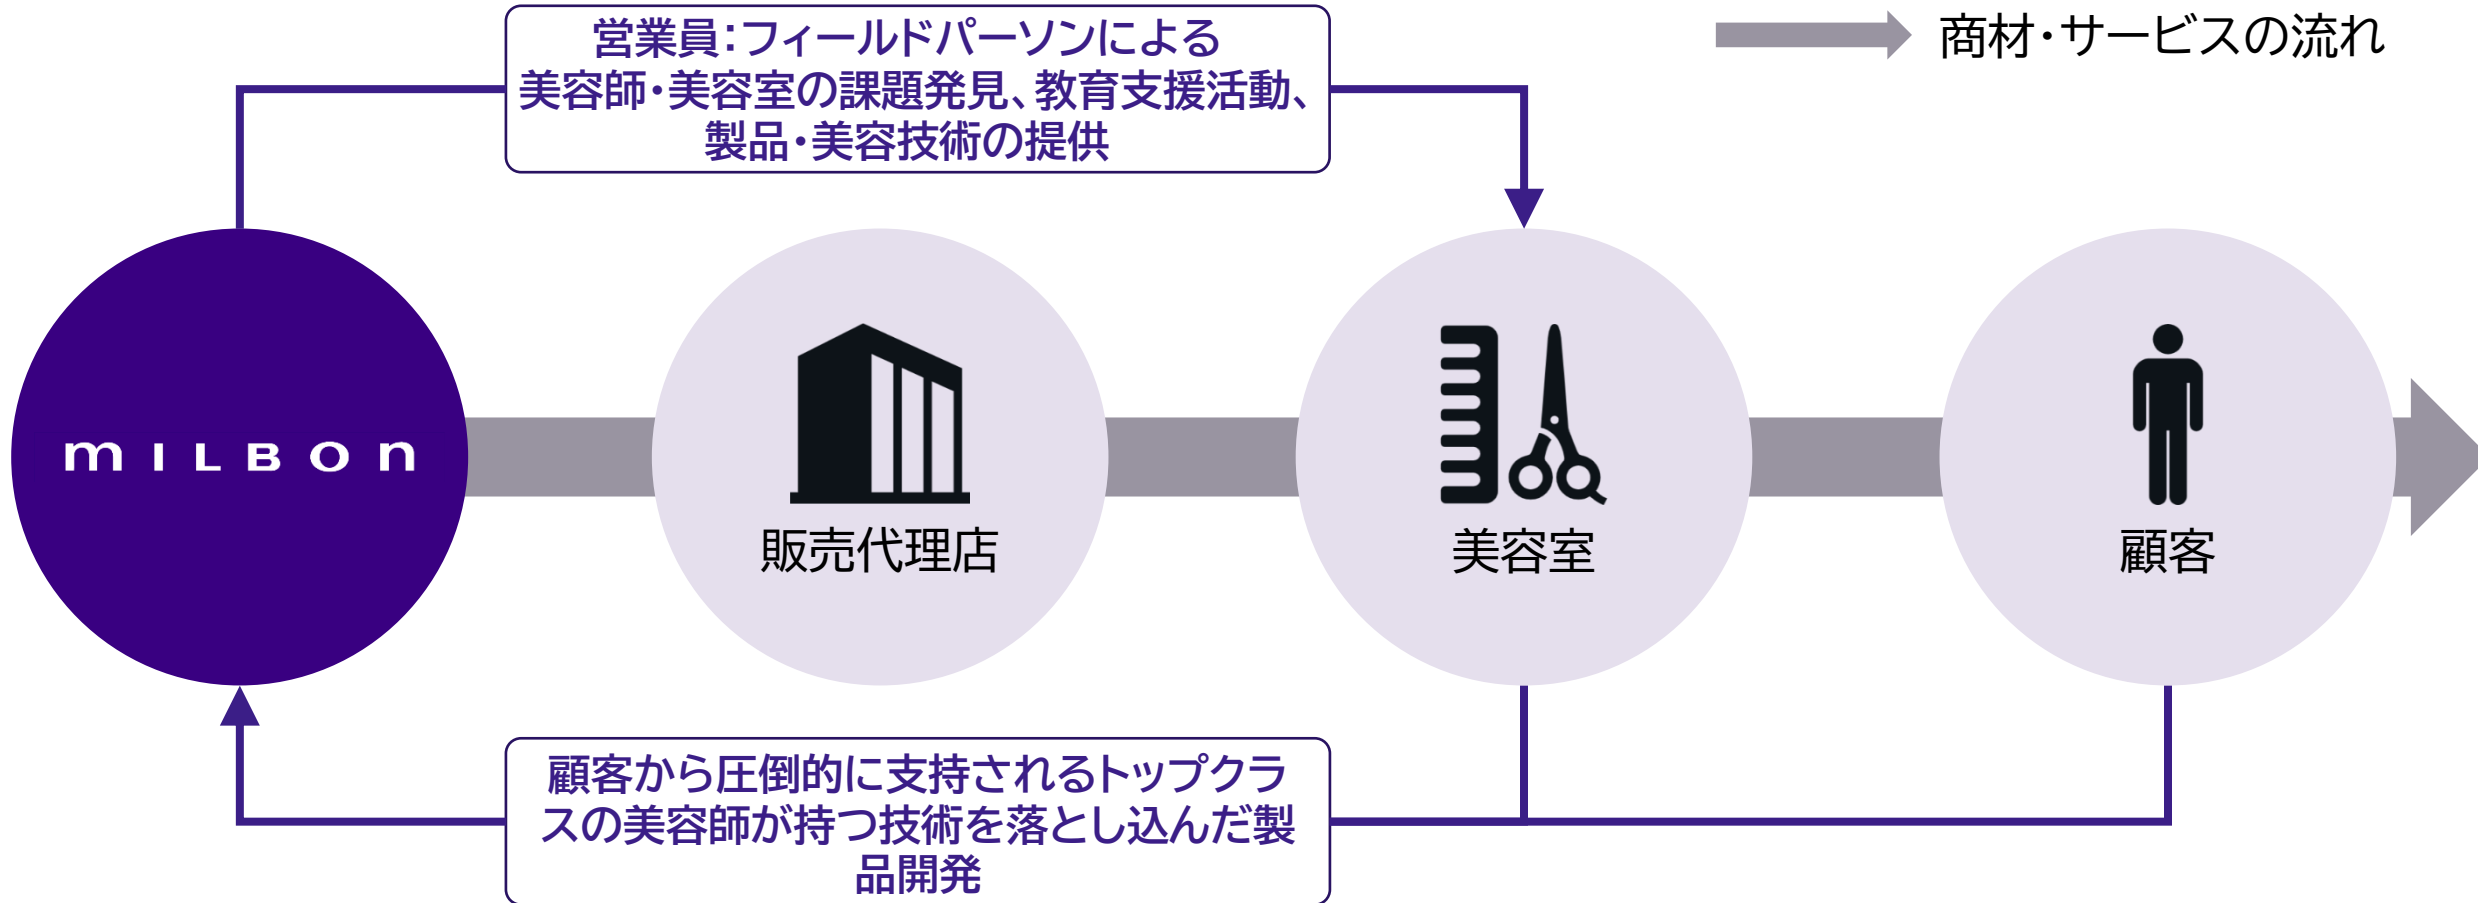 営業員:フィールドパーソンによる
美容師・美容室の課題発見、教育支援活動、
製品・美容技術の提供
商材・サービスの流れ
mILBON
販売代理店
美容室
顧客
顧客から圧倒的に支持されるトップクラ
スの美容師が持つ技術を落とし込んだ製
品開発